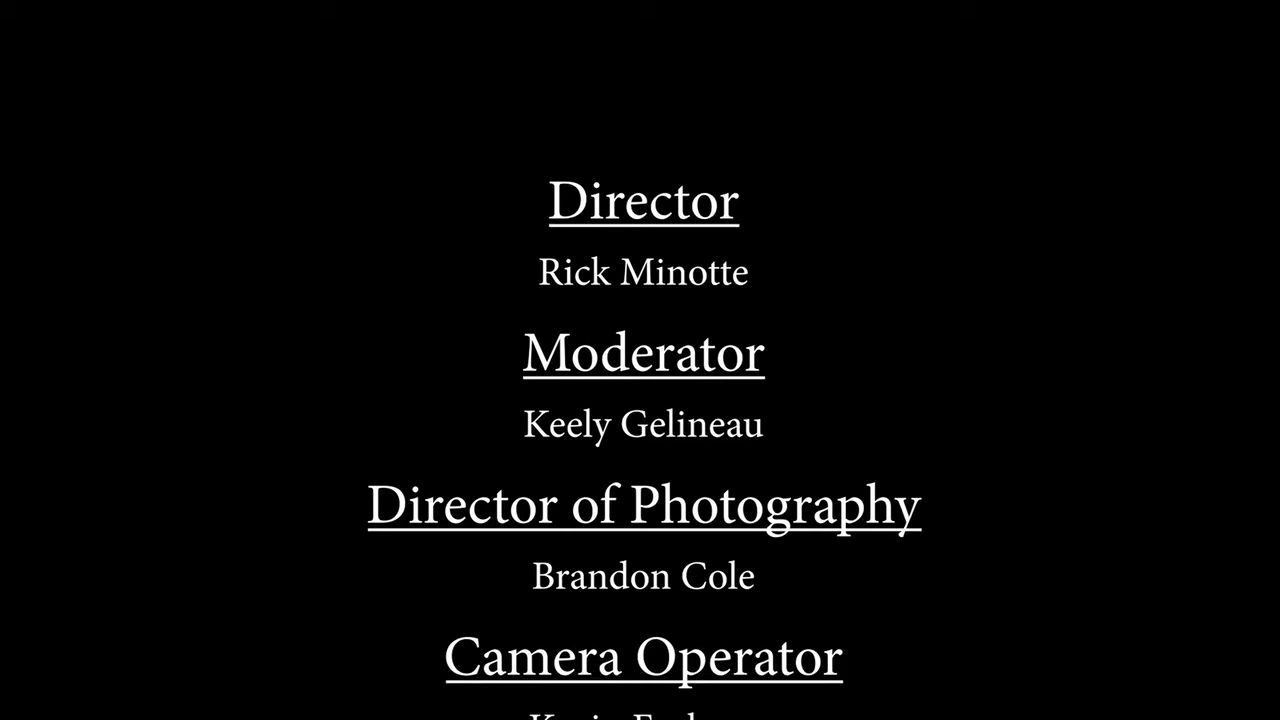 Director
Rick Minotte
Moderator
Keely Gelineau
Director of Photography
Brandon Cole
Camera Operator